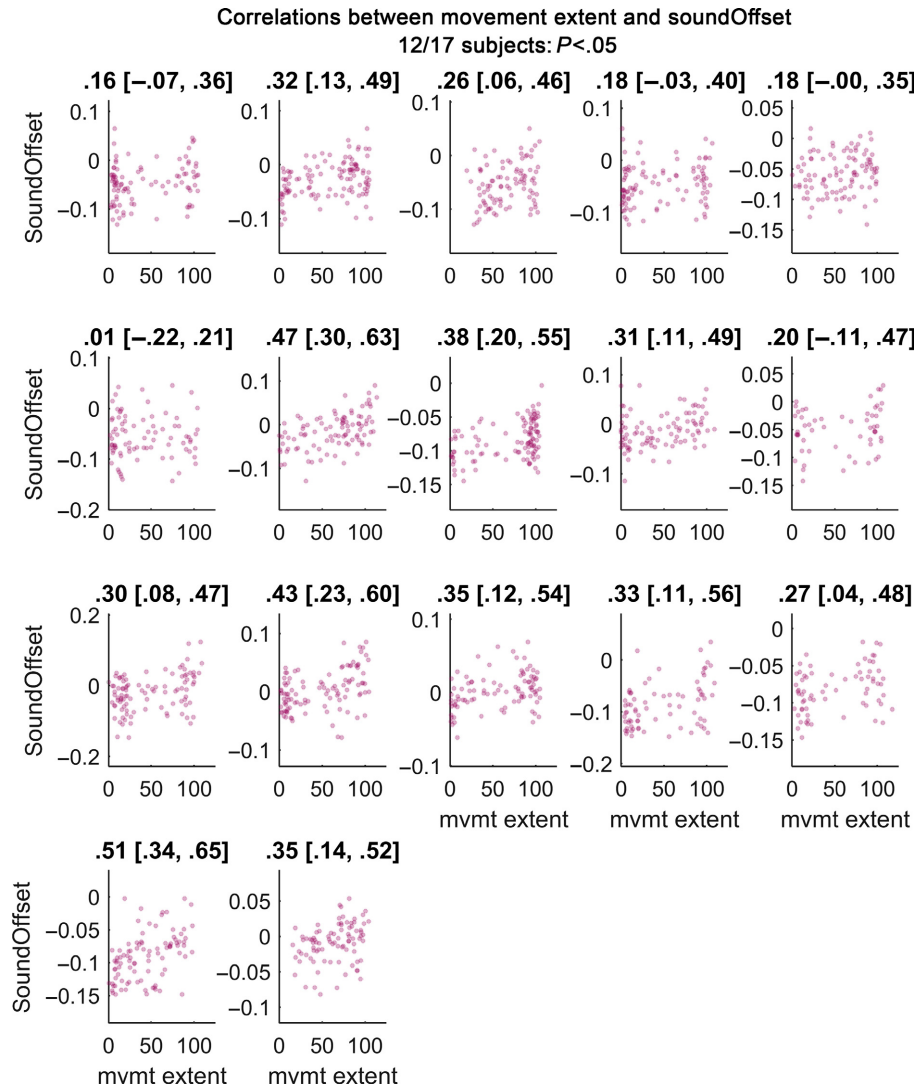 Correlations between movement extent and soundOffset
12/17 subjects: P<.05
.16 [−.07, .36] .32 [.13, .49] .26 [.06, .46] .18 [−.03, .40] .18 [−.00, .35]
SoundOffset
0.1 0 −0.1
0 50 100
0.1 0 −0.1
0 50 100
0.1 0 −0.1
0 50 100
0.1 0 −0.1
0 50 100
0.05 0 −0.05 −0.1 −0.15
0 50 100
.01 [−.22, .21] .47 [.30, .63] .38 [.20, .55] .31 [.11, .49] .20 [−.11, .47]
SoundOffset
0.1 0 −0.1 −0.2
0 50 100
0.1 0 −0.1
0 50 100
0 −0.05 −0.1 −0.15
0 50 100
0.1 0 −0.1
0 50 100
0.05 0 −0.05 −0.1 −0.15
0 50 100
.30 [.08, .47] .43 [.23, .60] .35 [.12, .54] .33 [.11, .56] .27 [.04, .48]
SoundOffset
0.2 0 −0.2
0 50 100
0.1 0 −0.1
0 50 100
0.1 0 −0.1
0 50 100
mvmt extent
0 −0.1 −0.2
0 50 100
mvmt extent
0 −0.05 −0.1 −0.15
0 50 100
mvmt extent
.51 [.34, .65] .35 [.14, .52]
SoundOffset
0 −0.05 −0.1 −0.15
0 50 100
mvmt extent
0.05 0 −0.05 −0.1
0 50 100
mvmt extent